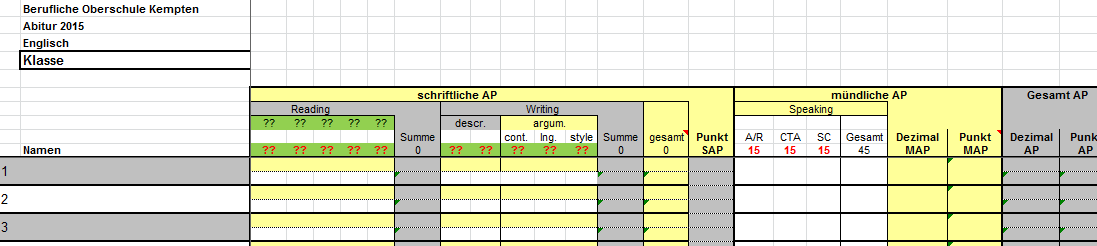 Berufliche Oberschule Kempten
Abitur 2015
Englisch
Klasse
schriftliche AP mündliche AP Gesamt AP
Reading Writing Speaking
?? ?? ?? ?? ?? descr. argum.
Summe cont. lng. style Summe gesamt Punkt A/R CTA SC Gesamt Dezimal Punkt Dezimal Punk
Namen ?? ?? ?? ?? ?? 0 ?? ?? ?? ?? ?? 0 0 SAP 15 15 15 45 MAP MAP AP AP
1
2
3